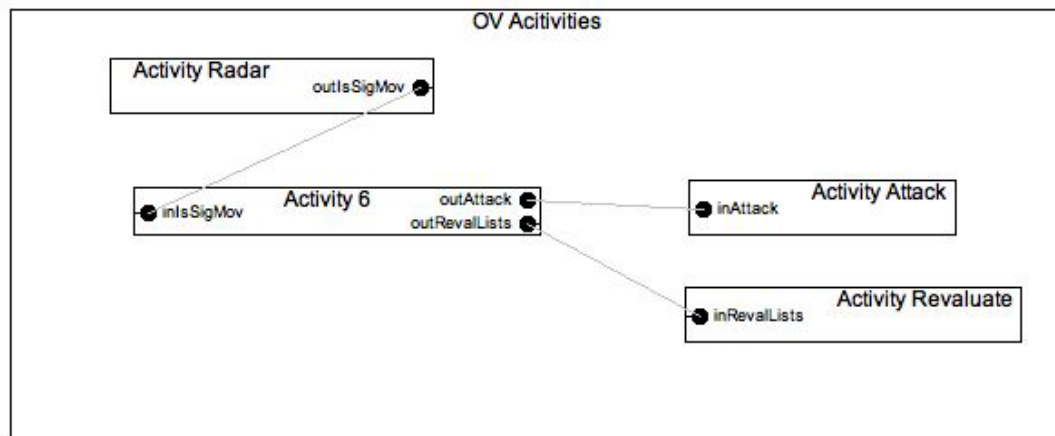 OV Acitivities
Activity Radar
outIsSigMov
inIsSigMov
Activity 6
outAttack
outRevalLists
Activity Attack
inAttack
Activity Revaluate
inRevalLists